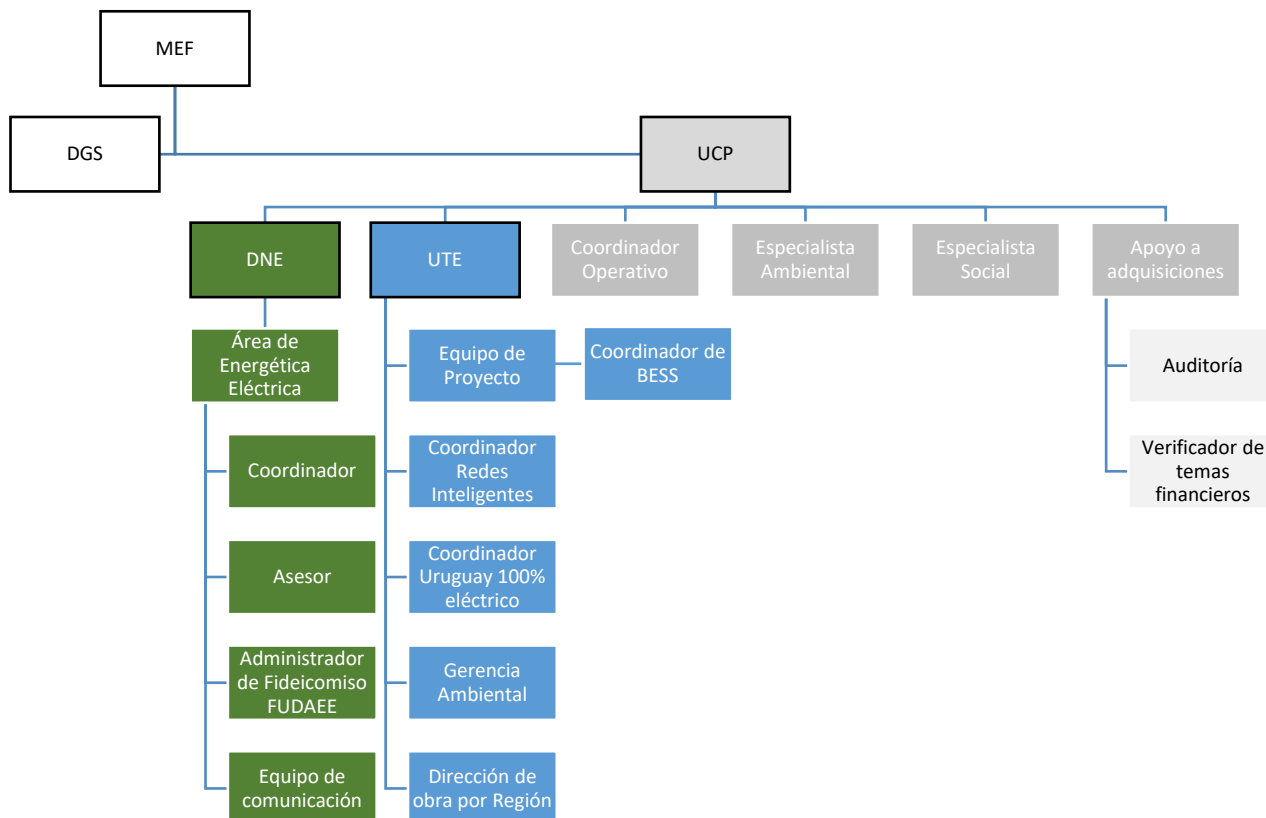 MEF
DGS
UCP
DNE
UTE
Coordinador
Operativo
Especialista
Ambiental
Especialista
Social
Apoyo a
adquisiciones
Área de
Energética
Eléctrica
Equipo de
Proyecto
Coordinador de
BESS
Auditoría
Coordinador
Coordinador
Redes
Inteligentes
Verificador de
temas
financieros
Asesor
Coordinador
Uruguay 100%
eléctrico
Administrador
de Fideicomiso
FUDAEE
Gerencia
Ambiental
Equipo de
comunicación
Dirección de
obra por Región